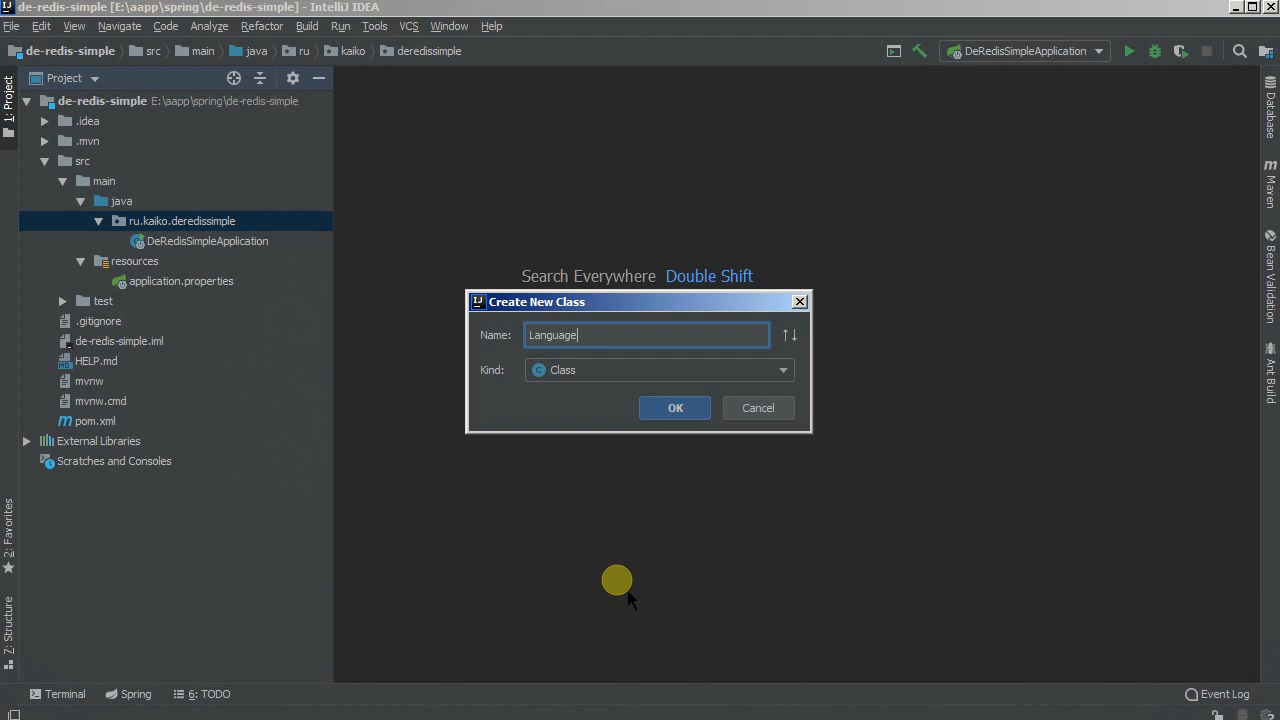 de-redis-simple [E:\aapp\spring\de-redis-simple] - IntelliJ IDEA
File Edit View Navigate Code Analyze Refactor Build Run Tools VCS Window Help
de-redis-simple src main java ru kaiko deredissimple DeRedisSimpleApplication
Project
de-redis-simple E:\aapp\spring\de-redis-simple
.idea
.mvn
src
main
java
ru.kaiko.deredissimple
DeRedisSimpleApplication
resources
application.properties
test
.gitignore
de-redis-simple.iml
HELP.md
mvnw
mvnw.cmd
pom.xml
External Libraries
Scratches and Consoles
1: Project
2: Favorites
Z: Structure
Search Everywhere Double Shift
Create New Class
Name: Language
Kind: Class
OK Cancel
Database
Maven
Bean Validation
Ant Build
Terminal Spring 6: TODO Event Log